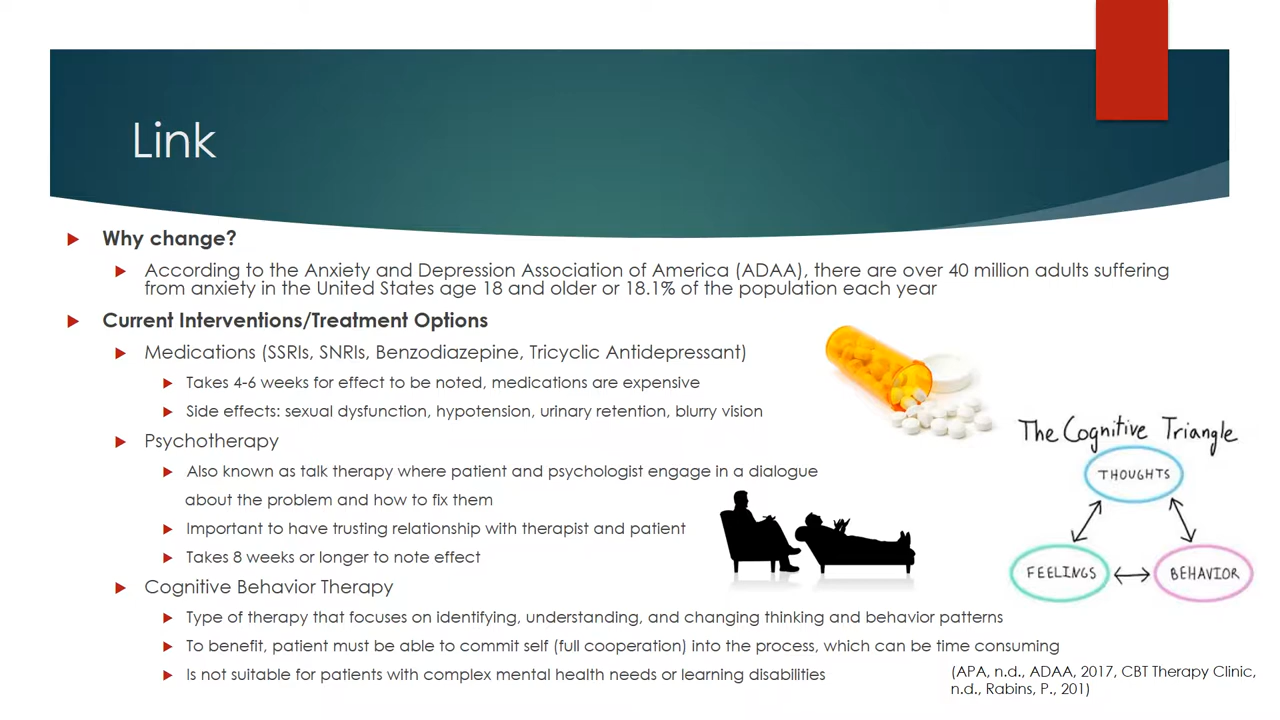 Link
Why change?
According to the Anxiety and Depression Association of America (ADAA), there are over 40 million adults suffering
from anxiety in the United States age 18 and older or 18.1% of the population each year
Current Interventions/Treatment Options
Medications (SSRIs, SNRIs, Benzodiazepine, Tricyclic Antidepressant)
Takes 4-6 weeks for effect to be noted, medications are expensive
Side effects: sexual dysfunction, hypotension, urinary retention, blurry vision
Psychotherapy
Also known as talk therapy where patient and psychologist engage in a dialogue
about the problem and how to fix them
Important to have trusting relationship with therapist and patient
Takes 8 weeks or longer to note effect
Cognitive Behavior Therapy
Type of therapy that focuses on identifying, understanding, and changing thinking and behavior patterns
To benefit, patient must be able to commit self (full cooperation) into the process, which can be time consuming
Is not suitable for patients with complex mental health needs or learning disabilities
The Cognitive Triangle
THOUGHTS
FEELINGS
BEHAVIOR
(APA, n.d., ADAA, 2017, CBT Therapy Clinic,
n.d., Rabins, P., 201)